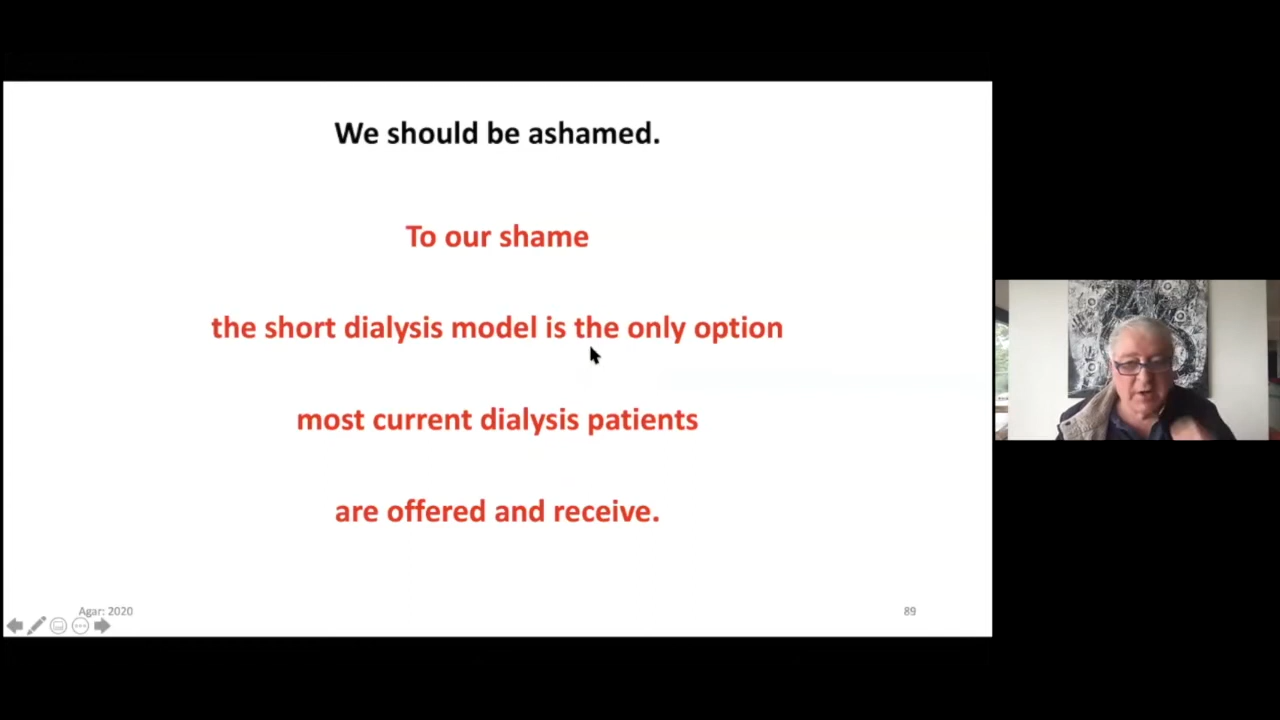 We should be ashamed.
To our shame
the short dialysis model is the only option
most current dialysis patients
are offered and receive.
Agar: 2020
89